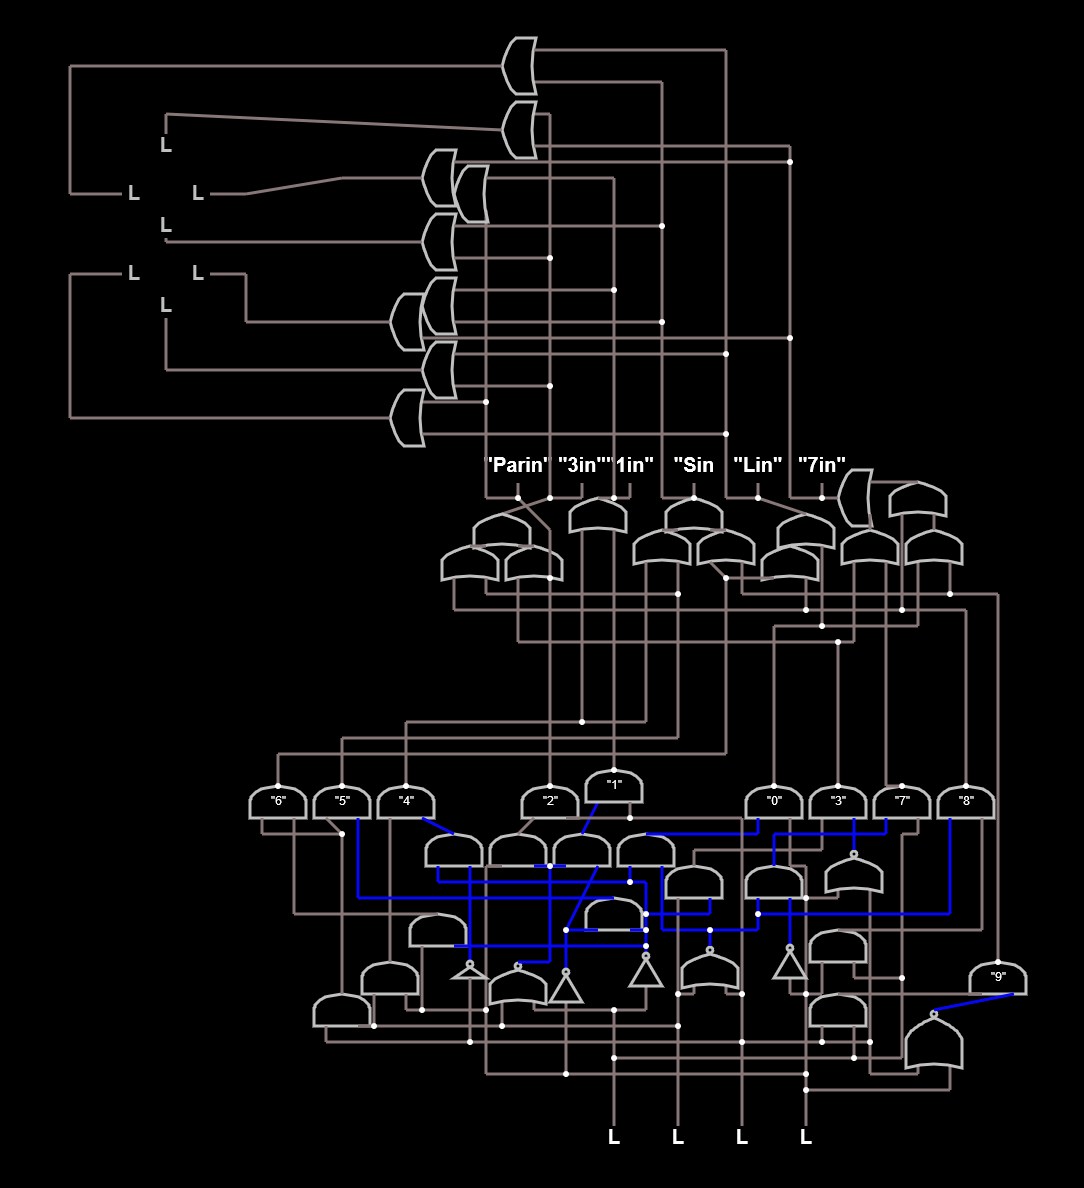 L
L L
L
L L
L
"Parin" "3in" "1in" "Sin "Lin" "7in"
"1"
"6" "5" "4" "2" "0" "3" "7" "8"
"9"
L L L L